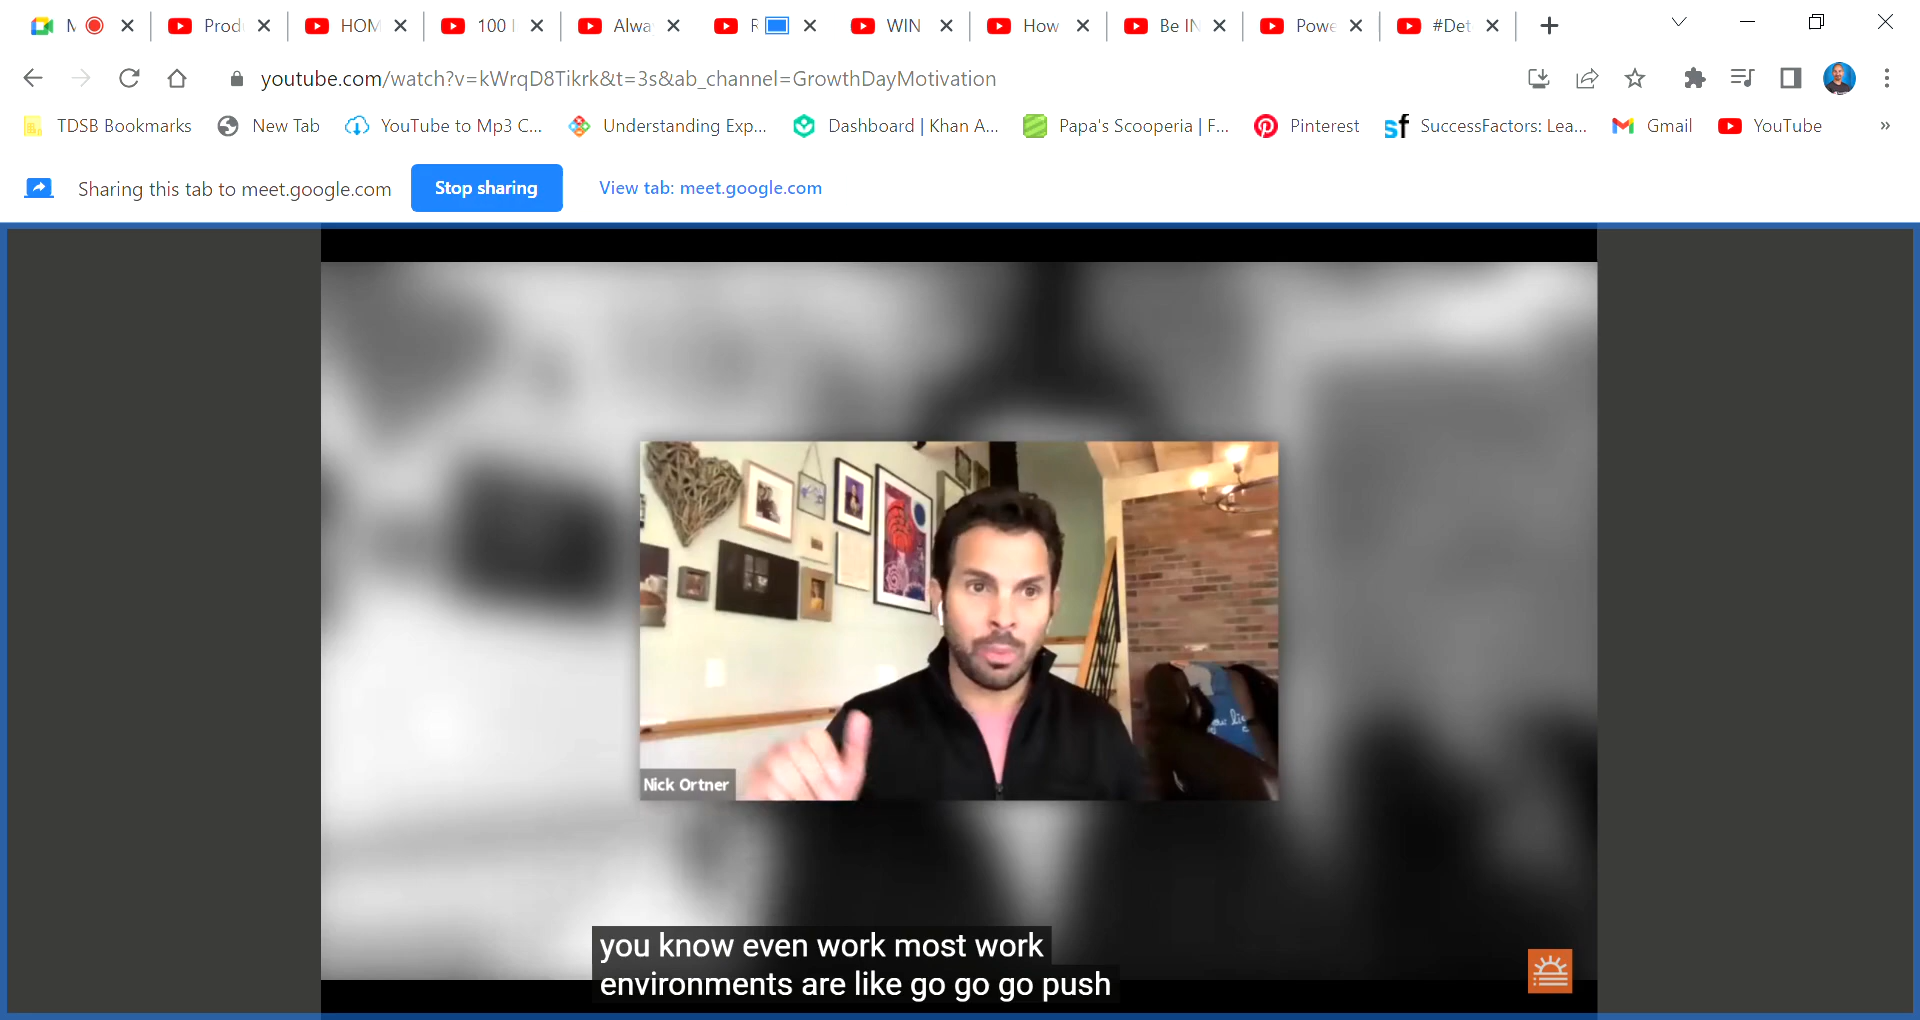 M
Prod
HOM
100
Alwa
R
WIN
How
Be IN
Powe
#Det
youtube.com/watch?v=kWrqD8Tikrk&t=3s&ab_channel=GrowthDayMotivation
TDSB Bookmarks
New Tab
YouTube to Mp3 C...
Understanding Exp...
Dashboard | Khan A...
Papa's Scooperia | F...
Pinterest
sf
SuccessFactors: Lea...
Gmail
YouTube
»
Sharing this tab to meet.google.com
Stop sharing
View tab: meet.google.com
Nick Ortner
you know even work most work
environments are like go go go push